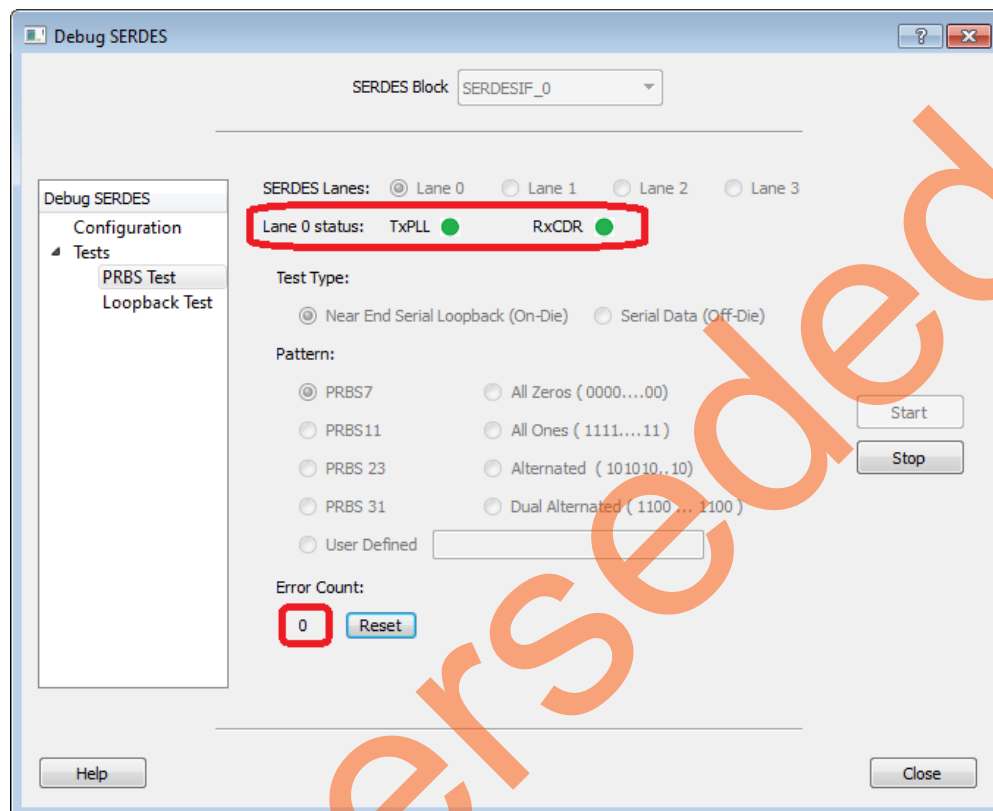 Debug SERDES
SERDES Block SERDESIF_0
Debug SERDES
Configuration
Tests
PRBS Test
Loopback Test
SERDES Lanes: Lane 0 Lane 1 Lane 2 Lane 3
Lane 0 status: TxPLL RxCDR
Test Type:
Near End Serial Loopback (On-Die) Serial Data (Off-Die)
Pattern:
PRBS7 All Zeros ( 0000....00)
PRBS11 All Ones ( 1111....11 )
PRBS 23 Alternated ( 101010..10)
PRBS 31 Dual Alternated ( 1100 ... 1100 )
User Defined
Start
Stop
Error Count:
0 Reset
Help Close
erseded